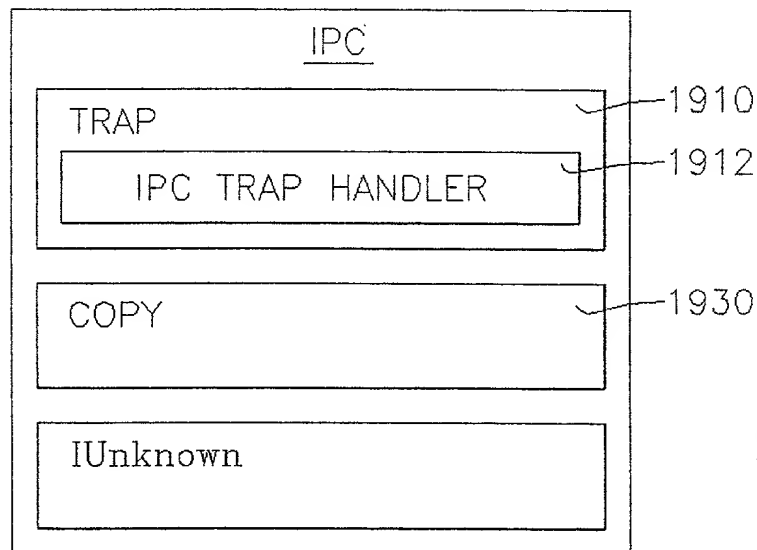 IPC
TRAP
1910
IPC TRAP HANDLER
1912
COPY
1930
IUnknown